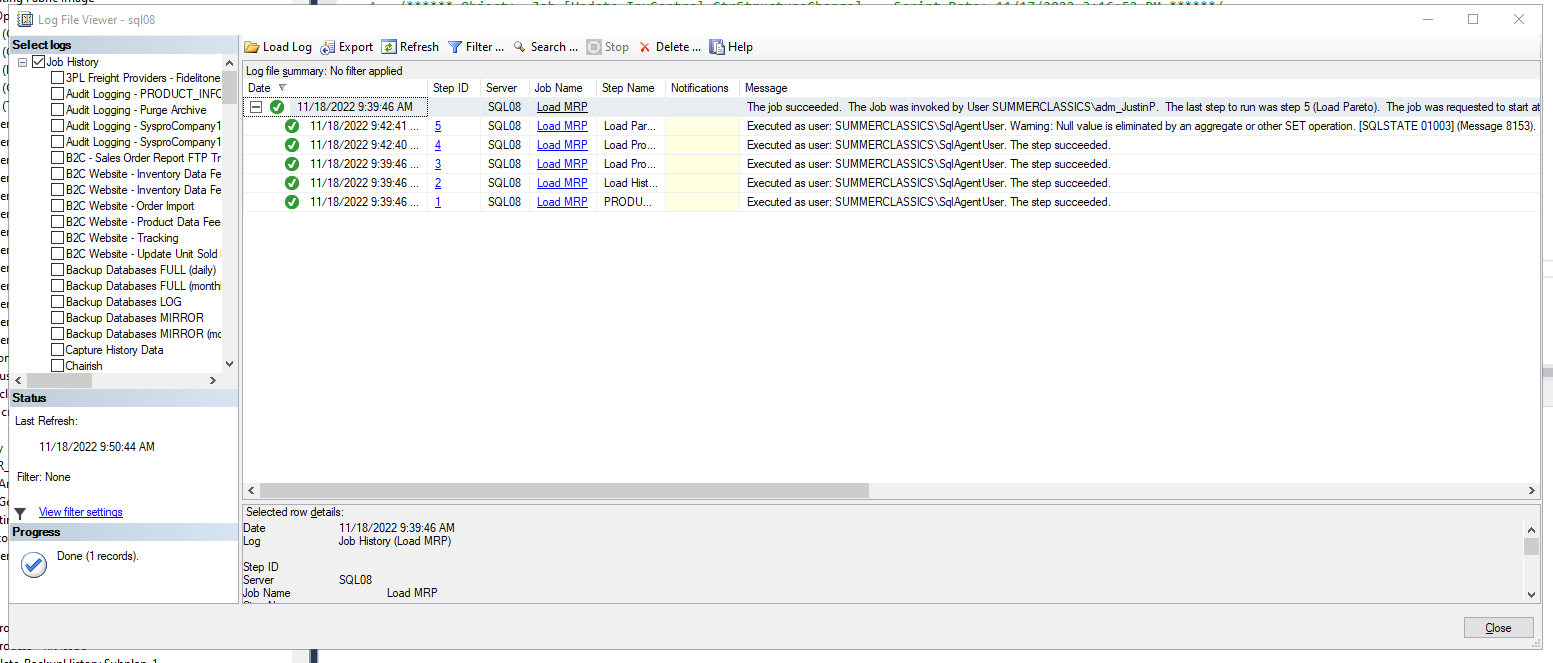 /****** Object:  Job [Update InvControl CtrStructureChange]    Script Date: 11/17/2022 3:16:52 PM ******/
Log File Viewer - sql08
Select logs
Job History
3PL Freight Providers - Fidelitone
Audit Logging - PRODUCT_INFO
Audit Logging - Purge Archive
Audit Logging - SysproCompany1
Audit Logging - SysproCompany1
B2C - Sales Order Report FTP Tr
B2C Website - Inventory Data Fe
B2C Website - Inventory Data Fe
B2C Website - Order Import
B2C Website - Product Data Fee
B2C Website - Tracking
B2C Website - Update Unit Sold
Backup Databases FULL (daily)
Backup Databases FULL (month
Backup Databases LOG
Backup Databases MIRROR
Backup Databases MIRROR (mo
Capture History Data
Chairish
Status
Last Refresh:
11/18/2022 9:50:44 AM
Filter: None
View filter settings
Progress
Done (1 records).
Load Log Export Refresh Filter ... Search ... Stop Delete ... Help
Log file summary: No filter applied
Date Step ID Server Job Name Step Name Notifications Message
11/18/2022 9:39:46 AM SQL08 Load MRP The job succeeded.  The Job was invoked by User SUMMERCLASSICS\adm_JustinP.  The last step to run was step 5 (Load Pareto).  The job was requested to start at
11/18/2022 9:42:41 ... 5 SQL08 Load MRP Load Par... Executed as user: SUMMERCLASSICS\SqlAgentUser. Warning: Null value is eliminated by an aggregate or other SET operation. [SQLSTATE 01003] (Message 8153).
11/18/2022 9:42:40 ... 4 SQL08 Load MRP Load Pro... Executed as user: SUMMERCLASSICS\SqlAgentUser. The step succeeded.
11/18/2022 9:39:46 ... 3 SQL08 Load MRP Load Pro... Executed as user: SUMMERCLASSICS\SqlAgentUser. The step succeeded.
11/18/2022 9:39:46 ... 2 SQL08 Load MRP Load Hist... Executed as user: SUMMERCLASSICS\SqlAgentUser. The step succeeded.
11/18/2022 9:39:46 ... 1 SQL08 Load MRP PRODU... Executed as user: SUMMERCLASSICS\SqlAgentUser. The step succeeded.
Selected row details:
Date 11/18/2022 9:39:46 AM
Log Job History (Load MRP)
Step ID
Server SQL08
Job Name Load MRP
Close